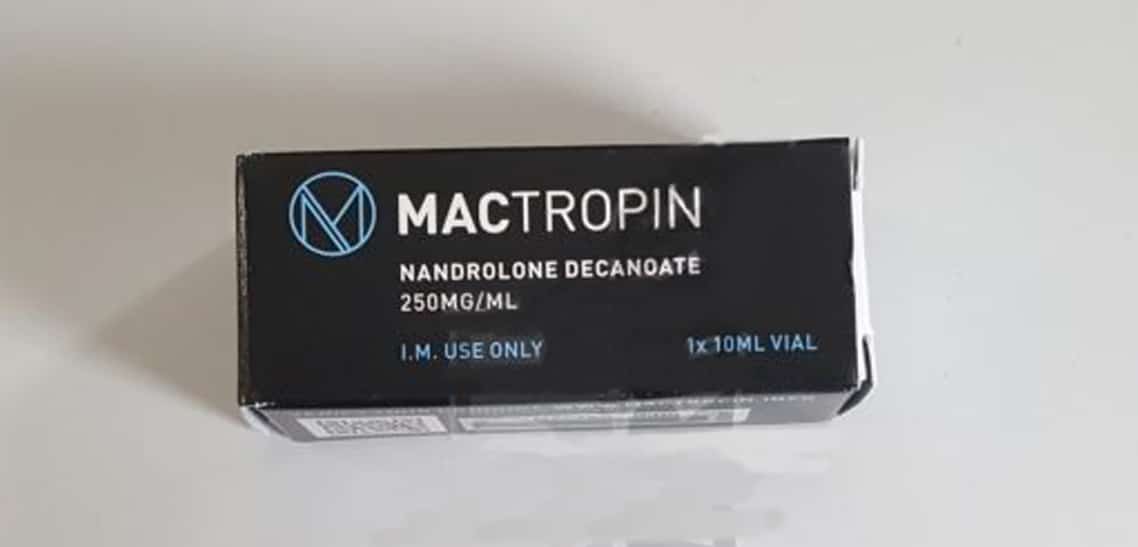 MACTROPIN
NANDROLONE DECANOATE
250MG/ML
I.M. USE ONLY
1x 10ML VIAL